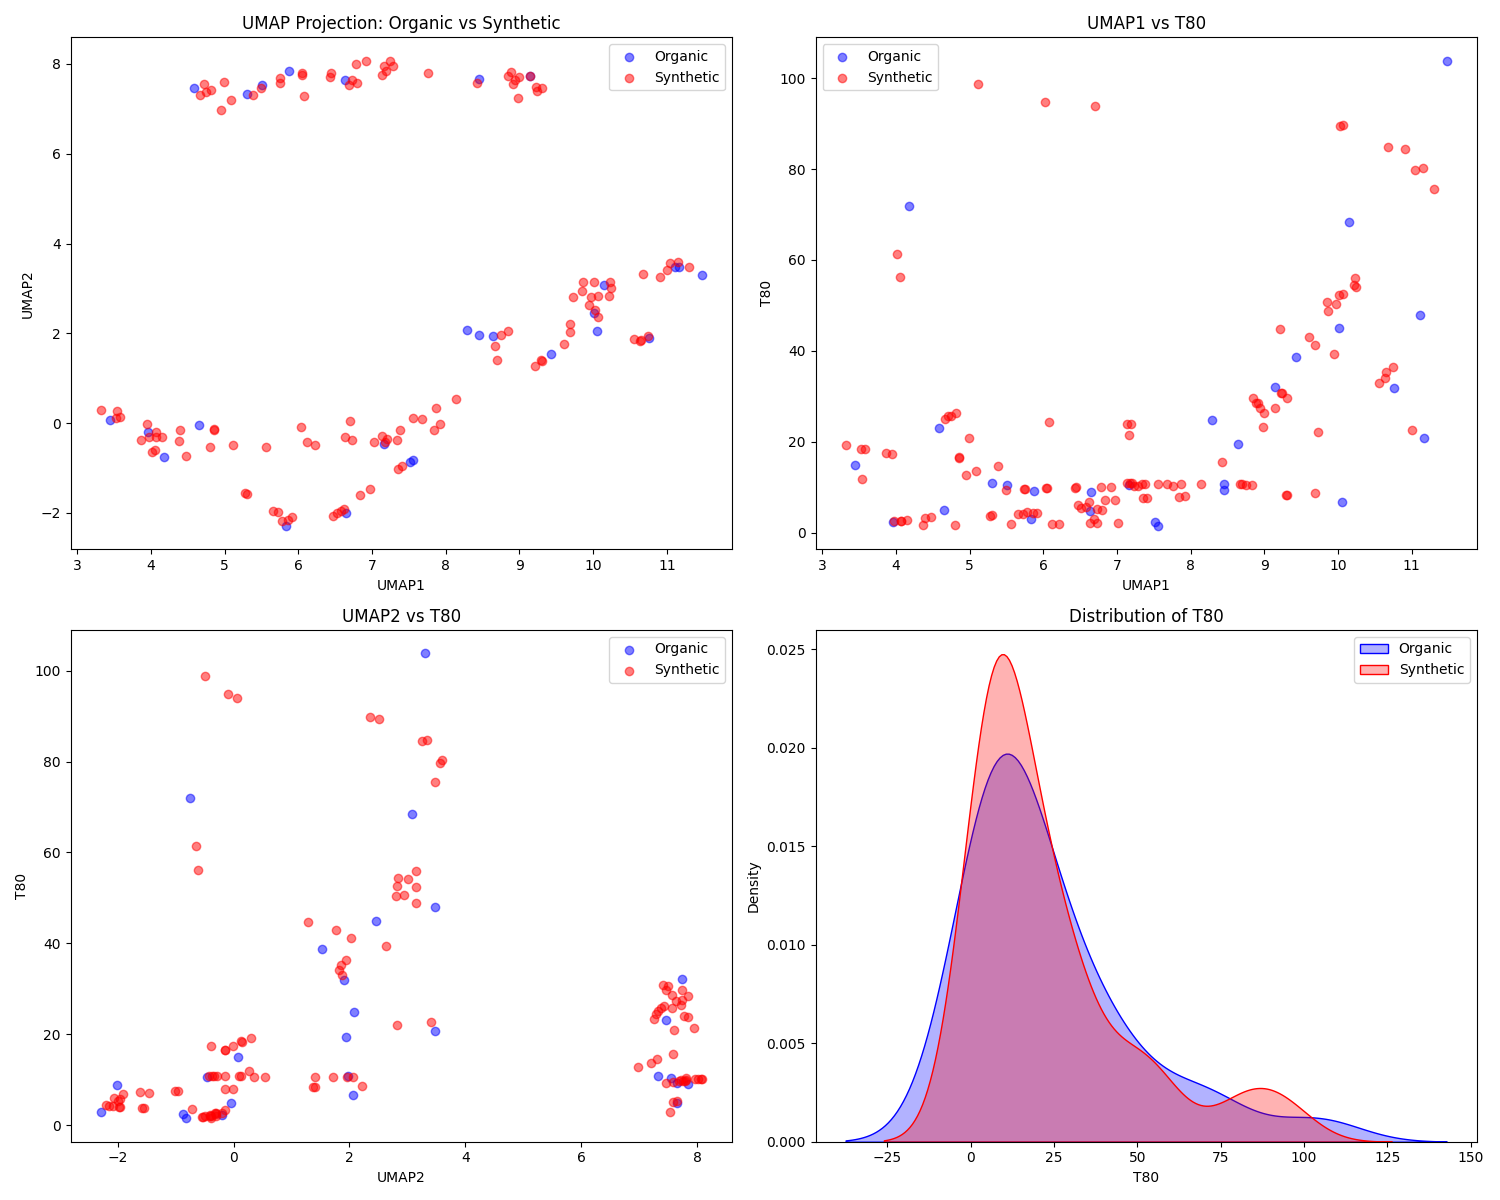 UMAP Projection: Organic vs Synthetic
Organic
Synthetic
8
6
4
2
0
−2
UMAP2
3 4 5 6 7 8 9 10 11
UMAP1
UMAP1 vs T80
Organic
Synthetic
100
80
60
40
20
0
T80
3 4 5 6 7 8 9 10 11
UMAP1
UMAP2 vs T80
Organic
Synthetic
100
80
60
40
20
0
T80
−2 0 2 4 6 8
UMAP2
Distribution of T80
Organic
Synthetic
0.025
0.020
0.015
0.010
0.005
0.000
Density
−25 0 25 50 75 100 125 150
T80